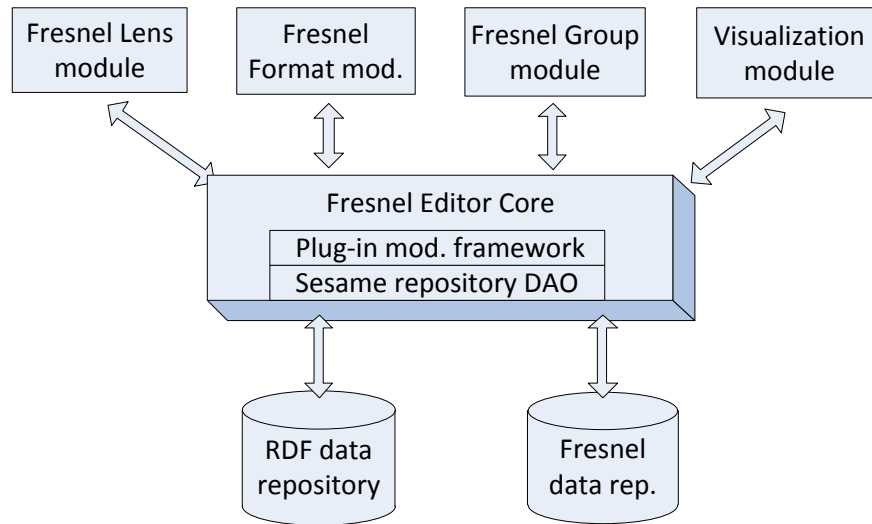 Fresnel Lens
module
Fresnel
Format mod.
Fresnel Group
module
Visualization
module
Fresnel Editor Core
Plug-in mod. framework
Sesame repository DAO
RDF data
repository
Fresnel
data rep.